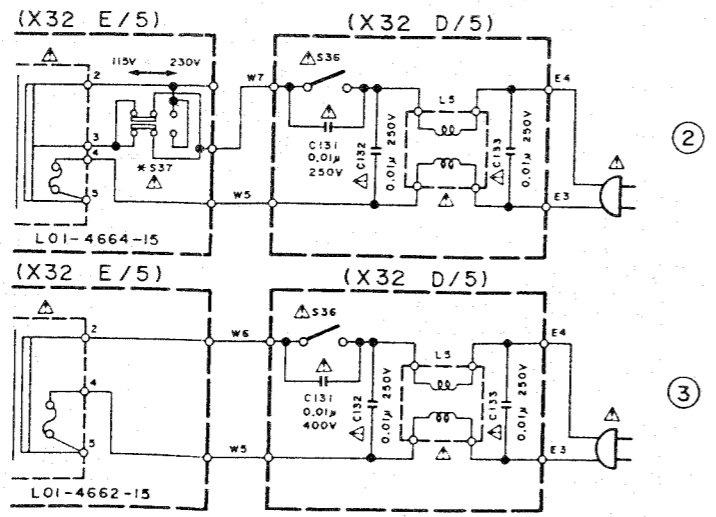 (X32 E/5)
(X32 D/5)
115V
230V
S36
W7
E4
2
L5
C131
0.01μ
250V
C132
0.01μ 250V
C133
0.01μ 250V
3
4
* S37
5
W5
E3
L01-4664-15
②
(X32 E/5)
(X32 D/5)
S36
W6
E4
2
L5
C131
0.01μ
400V
C132
0.01μ 250V
C133
0.01μ 250V
4
5
W5
E3
L01-4662-15
③